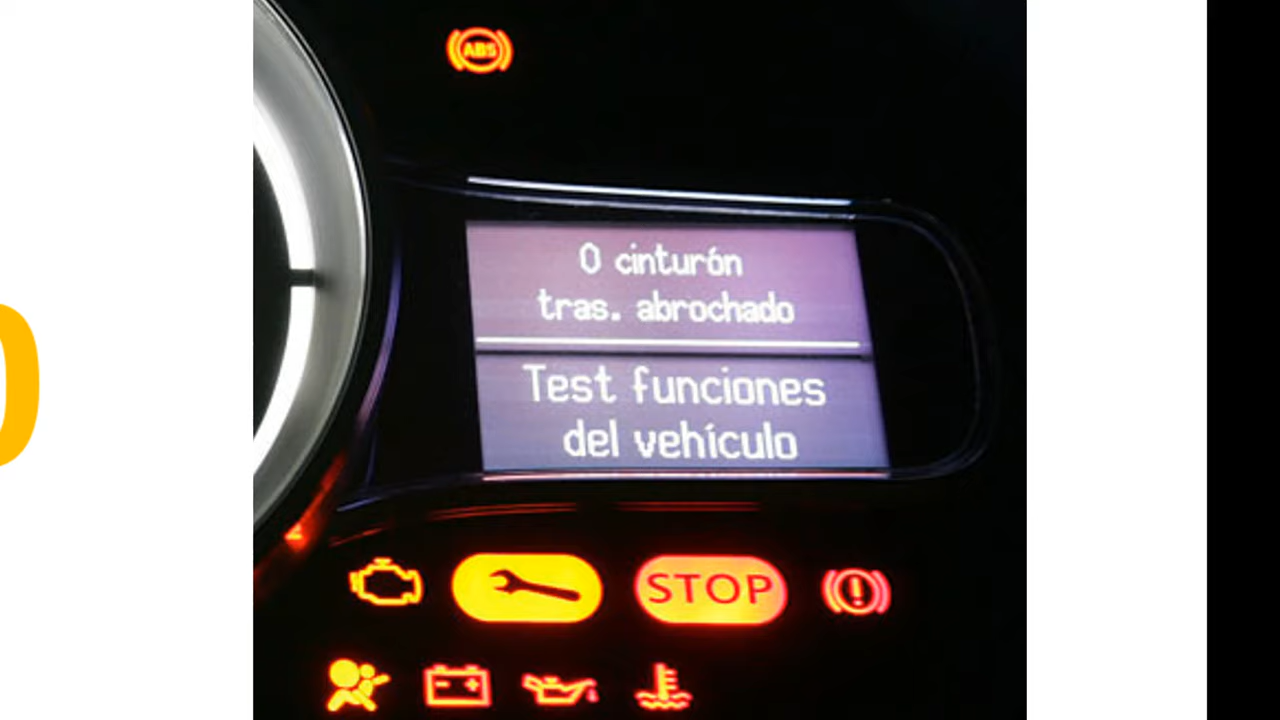 ABS
0 cinturón
tras. abrochado
Test funciones
del vehículo
STOP